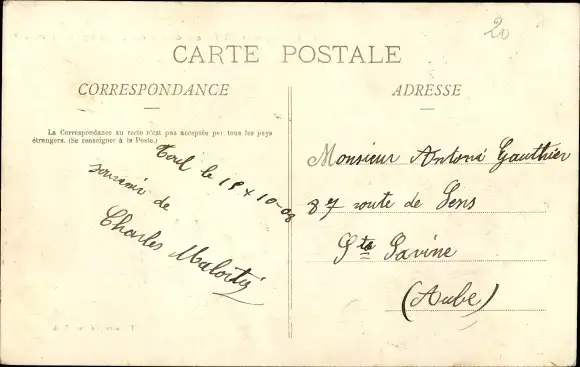 20
CARTE POSTALE
CORRESPONDANCE
ADRESSE
La Correspondance au recto n'est pas acceptée par tous les pays
étrangers. (Se renseigner à la Poste.)
Toul le 18 x 10-08
souvenir de
Charles
Monsieur Antoni Gauthier
87 route de Sens
Ste Savine
(Aube)